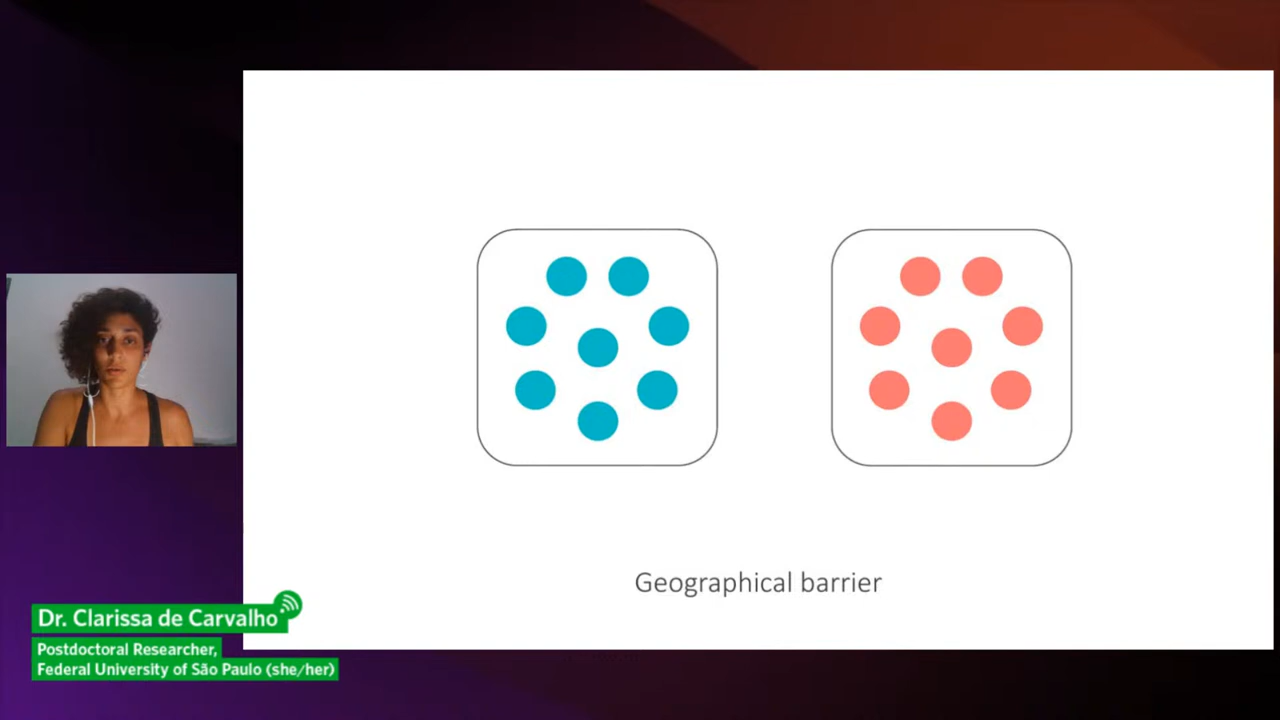 Geographical barrier
Dr. Clarissa de Carvalho
Postdoctoral Researcher,
Federal University of São Paulo (she/her)